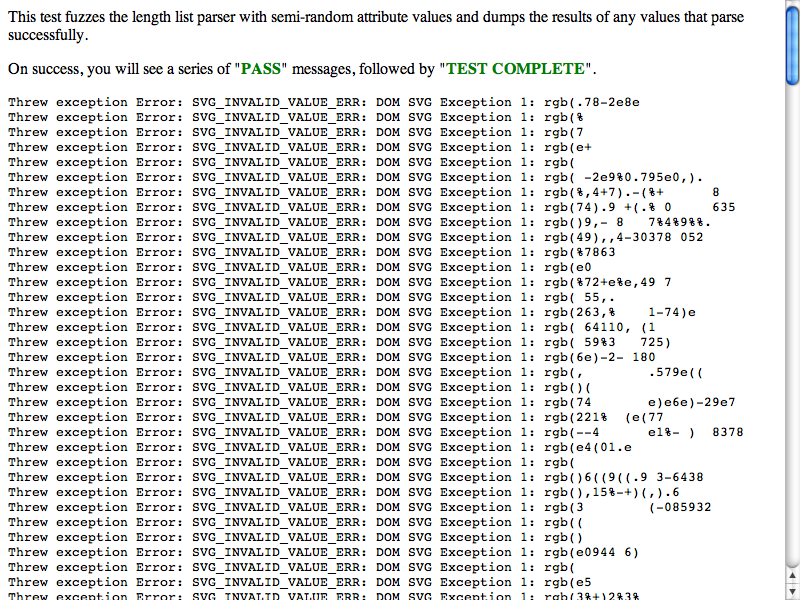 This test fuzzes the length list parser with semi-random attribute values and dumps the results of any values that parse
successfully.
On success, you will see a series of "PASS" messages, followed by "TEST COMPLETE".
Threw exception Error: SVG_INVALID_VALUE_ERR: DOM SVG Exception 1: rgb(.78-2e8e
Threw exception Error: SVG_INVALID_VALUE_ERR: DOM SVG Exception 1: rgb(%
Threw exception Error: SVG_INVALID_VALUE_ERR: DOM SVG Exception 1: rgb(7
Threw exception Error: SVG_INVALID_VALUE_ERR: DOM SVG Exception 1: rgb(e+
Threw exception Error: SVG_INVALID_VALUE_ERR: DOM SVG Exception 1: rgb(
Threw exception Error: SVG_INVALID_VALUE_ERR: DOM SVG Exception 1: rgb( -2e9%0.795e0,).
Threw exception Error: SVG_INVALID_VALUE_ERR: DOM SVG Exception 1: rgb(%,4+7).-(%+      8
Threw exception Error: SVG_INVALID_VALUE_ERR: DOM SVG Exception 1: rgb(74).9 +(.% 0     635
Threw exception Error: SVG_INVALID_VALUE_ERR: DOM SVG Exception 1: rgb()9,- 8   7%4%9%%.
Threw exception Error: SVG_INVALID_VALUE_ERR: DOM SVG Exception 1: rgb(49),,4-30378 052
Threw exception Error: SVG_INVALID_VALUE_ERR: DOM SVG Exception 1: rgb(%7863
Threw exception Error: SVG_INVALID_VALUE_ERR: DOM SVG Exception 1: rgb(e0
Threw exception Error: SVG_INVALID_VALUE_ERR: DOM SVG Exception 1: rgb(%72+e%e,49 7
Threw exception Error: SVG_INVALID_VALUE_ERR: DOM SVG Exception 1: rgb( 55,.
Threw exception Error: SVG_INVALID_VALUE_ERR: DOM SVG Exception 1: rgb(263,%    1-74)e
Threw exception Error: SVG_INVALID_VALUE_ERR: DOM SVG Exception 1: rgb( 64110, (1
Threw exception Error: SVG_INVALID_VALUE_ERR: DOM SVG Exception 1: rgb( 59%3   725)
Threw exception Error: SVG_INVALID_VALUE_ERR: DOM SVG Exception 1: rgb(6e)-2- 180
Threw exception Error: SVG_INVALID_VALUE_ERR: DOM SVG Exception 1: rgb(,        .579e((
Threw exception Error: SVG_INVALID_VALUE_ERR: DOM SVG Exception 1: rgb()(
Threw exception Error: SVG_INVALID_VALUE_ERR: DOM SVG Exception 1: rgb(74       e)e6e)-29e7
Threw exception Error: SVG_INVALID_VALUE_ERR: DOM SVG Exception 1: rgb(221%  (e(77
Threw exception Error: SVG_INVALID_VALUE_ERR: DOM SVG Exception 1: rgb(--4      el%- )  8378
Threw exception Error: SVG_INVALID_VALUE_ERR: DOM SVG Exception 1: rgb(e4(01.e
Threw exception Error: SVG_INVALID_VALUE_ERR: DOM SVG Exception 1: rgb(
Threw exception Error: SVG_INVALID_VALUE_ERR: DOM SVG Exception 1: rgb()6((9((.9 3-6438
Threw exception Error: SVG_INVALID_VALUE_ERR: DOM SVG Exception 1: rgb(),15%-+)(,).6
Threw exception Error: SVG_INVALID_VALUE_ERR: DOM SVG Exception 1: rgb(3        (-085932
Threw exception Error: SVG_INVALID_VALUE_ERR: DOM SVG Exception 1: rgb((
Threw exception Error: SVG_INVALID_VALUE_ERR: DOM SVG Exception 1: rgb()
Threw exception Error: SVG_INVALID_VALUE_ERR: DOM SVG Exception 1: rgb(e0944 6)
Threw exception Error: SVG_INVALID_VALUE_ERR: DOM SVG Exception 1: rgb(
Threw exception Error: SVG_INVALID_VALUE_ERR: DOM SVG Exception 1: rgb(e5
Threw exception Error: SVG_INVALID_VALUE_ERR: DOM SVG Exception 1: rgb(3%+)2%3%